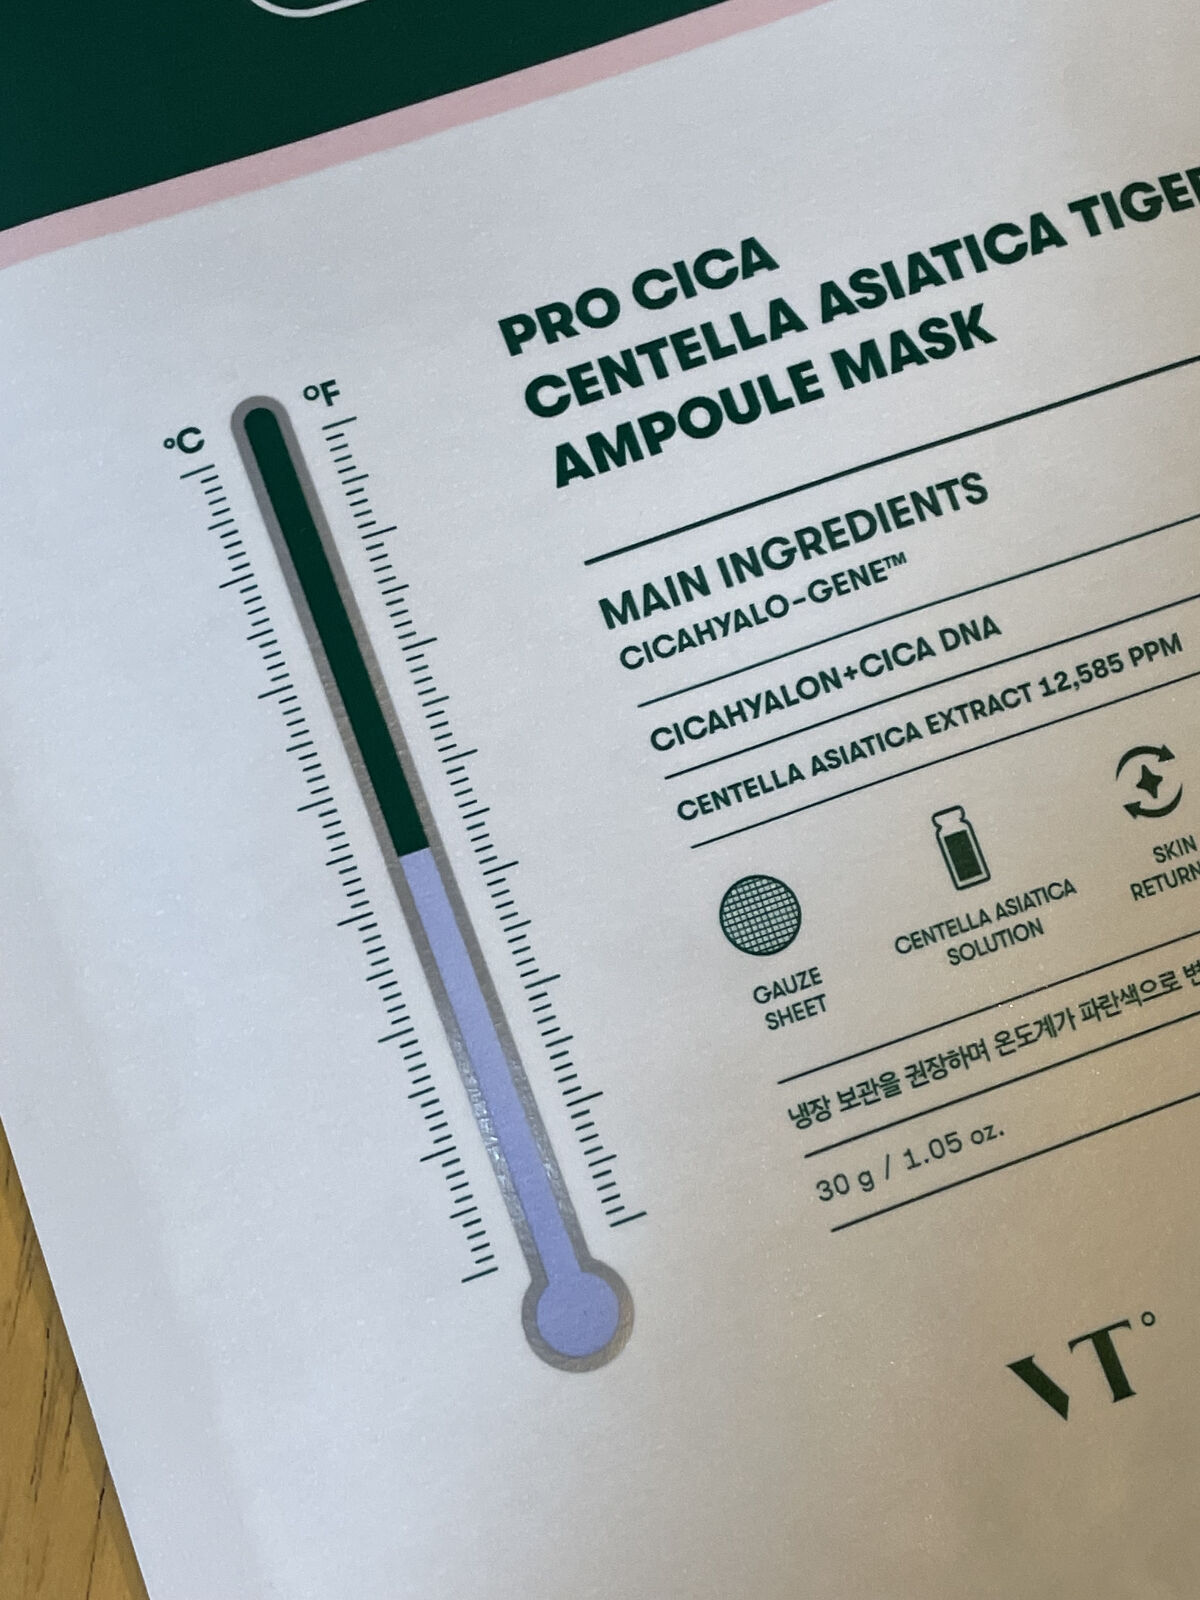 PRO CICA
CENTELLA ASIATICA TIGER
AMPOULE MASK
°C
°F
MAIN INGREDIENTS
CICAHYALO-GENE™
CICAHYALON+CICA DNA
CENTELLA ASIATICA EXTRACT 12,585 PPM
GAUZE
SHEET
CENTELLA ASIATICA
SOLUTION
SKIN
RETURN
냉장 보관을 권장하며 온도계가 파란색으로
30 g / 1.05 oz.
VT°